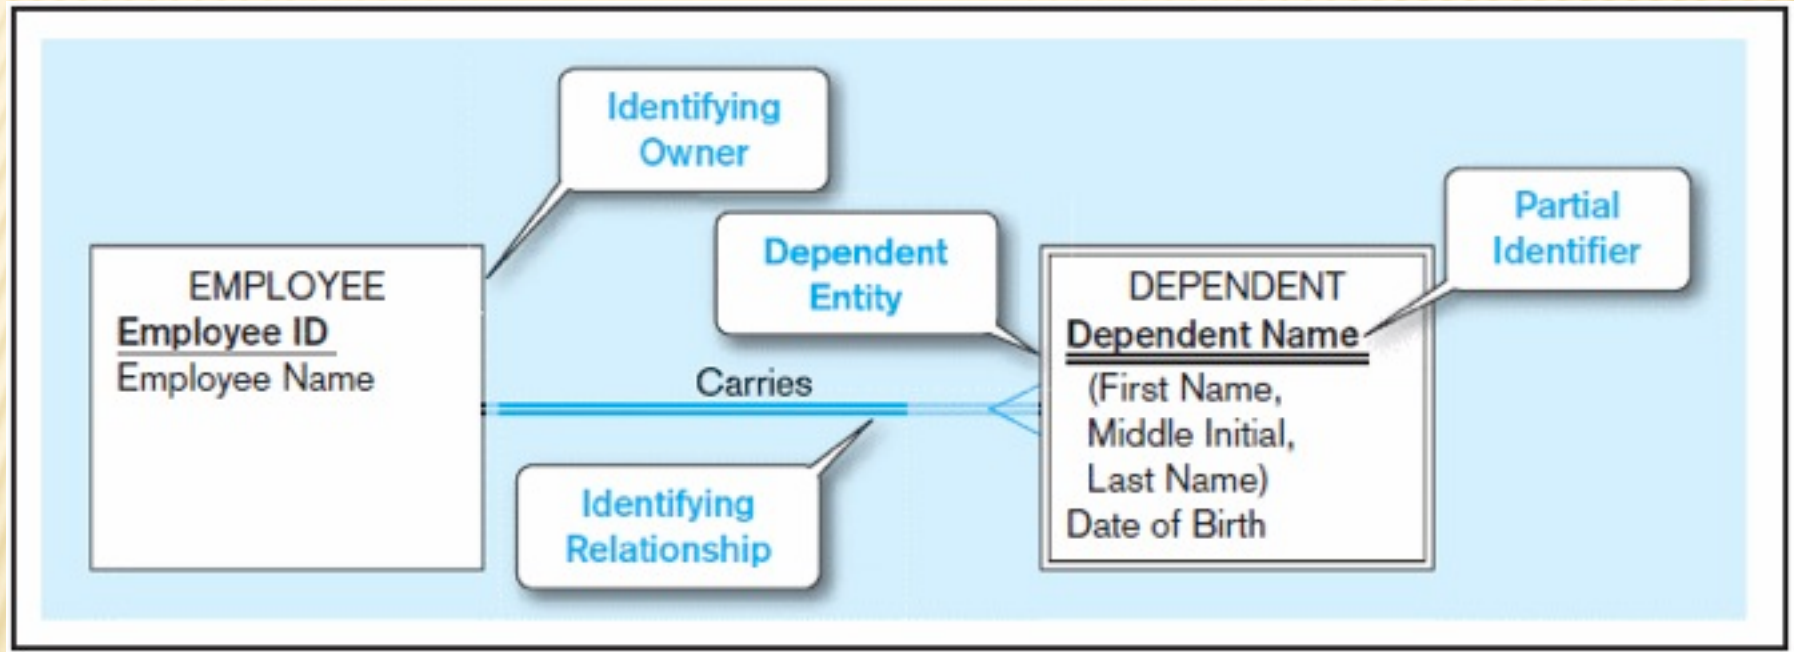 Identifying
Owner
Partial
Identifier
Dependent
Entity
EMPLOYEE
Employee ID
Employee Name
DEPENDENT
Dependent Name
(First Name,
Middle Initial,
Last Name)
Date of Birth
Carries
Identifying
Relationship